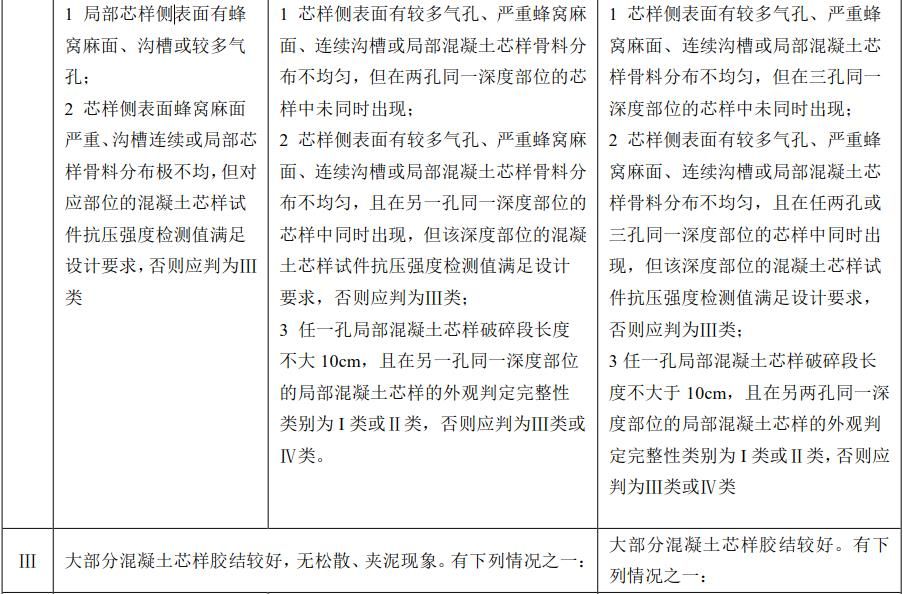 1 局部芯样侧表面有蜂
窝麻面、沟槽或较多气
孔；
2 芯样侧表面蜂窝麻面
严重、沟槽连续或局部芯
样骨料分布极不均，但对
应部位的混凝土芯样试
件抗压强度检测值满足
设计要求，否则应判为Ⅲ
类
1 芯样侧表面有较多气孔、严重蜂窝麻
面、连续沟槽或局部混凝土芯样骨料分
布不均匀，但在两孔同一深度部位的芯
样中未同时出现；
2 芯样侧表面有较多气孔、严重蜂窝麻
面、连续沟槽或局部混凝土芯样骨料分
布不均匀，且在另一孔同一深度部位的
芯样中同时出现，但该深度部位的混凝
土芯样试件抗压强度检测值满足设计
要求，否则应判为Ⅲ类；
3 任一孔局部混凝土芯样破碎段长度
不大 10cm，且在另一孔同一深度部位
的局部混凝土芯样的外观判定完整性
类别为 I 类或Ⅱ类，否则应判为Ⅲ类或
Ⅳ类。
1 芯样侧表面有较多气孔、严重蜂
窝麻面、连续沟槽或局部混凝土芯
样骨料分布不均匀，但在三孔同一
深度部位的芯样中未同时出现；
2 芯样侧表面有较多气孔、严重蜂
窝麻面、连续沟槽或局部混凝土芯
样骨料分布不均匀，且在任两孔或
三孔同一深度部位的芯样中同时出
现，但该深度部位的混凝土芯样试
件抗压强度检测值满足设计要求，
否则应判为Ⅲ类；
3 任一孔局部混凝土芯样破碎段长
度不大于 10cm，且在另两孔同一深
度部位的局部混凝土芯样的外观判
定完整性类别为 I 类或Ⅱ类，否则应
判为Ⅲ类或Ⅳ类
Ⅲ
大部分混凝土芯样胶结较好，无松散、夹泥现象。有下列情况之一：
大部分混凝土芯样胶结较好。有下
列情况之一：